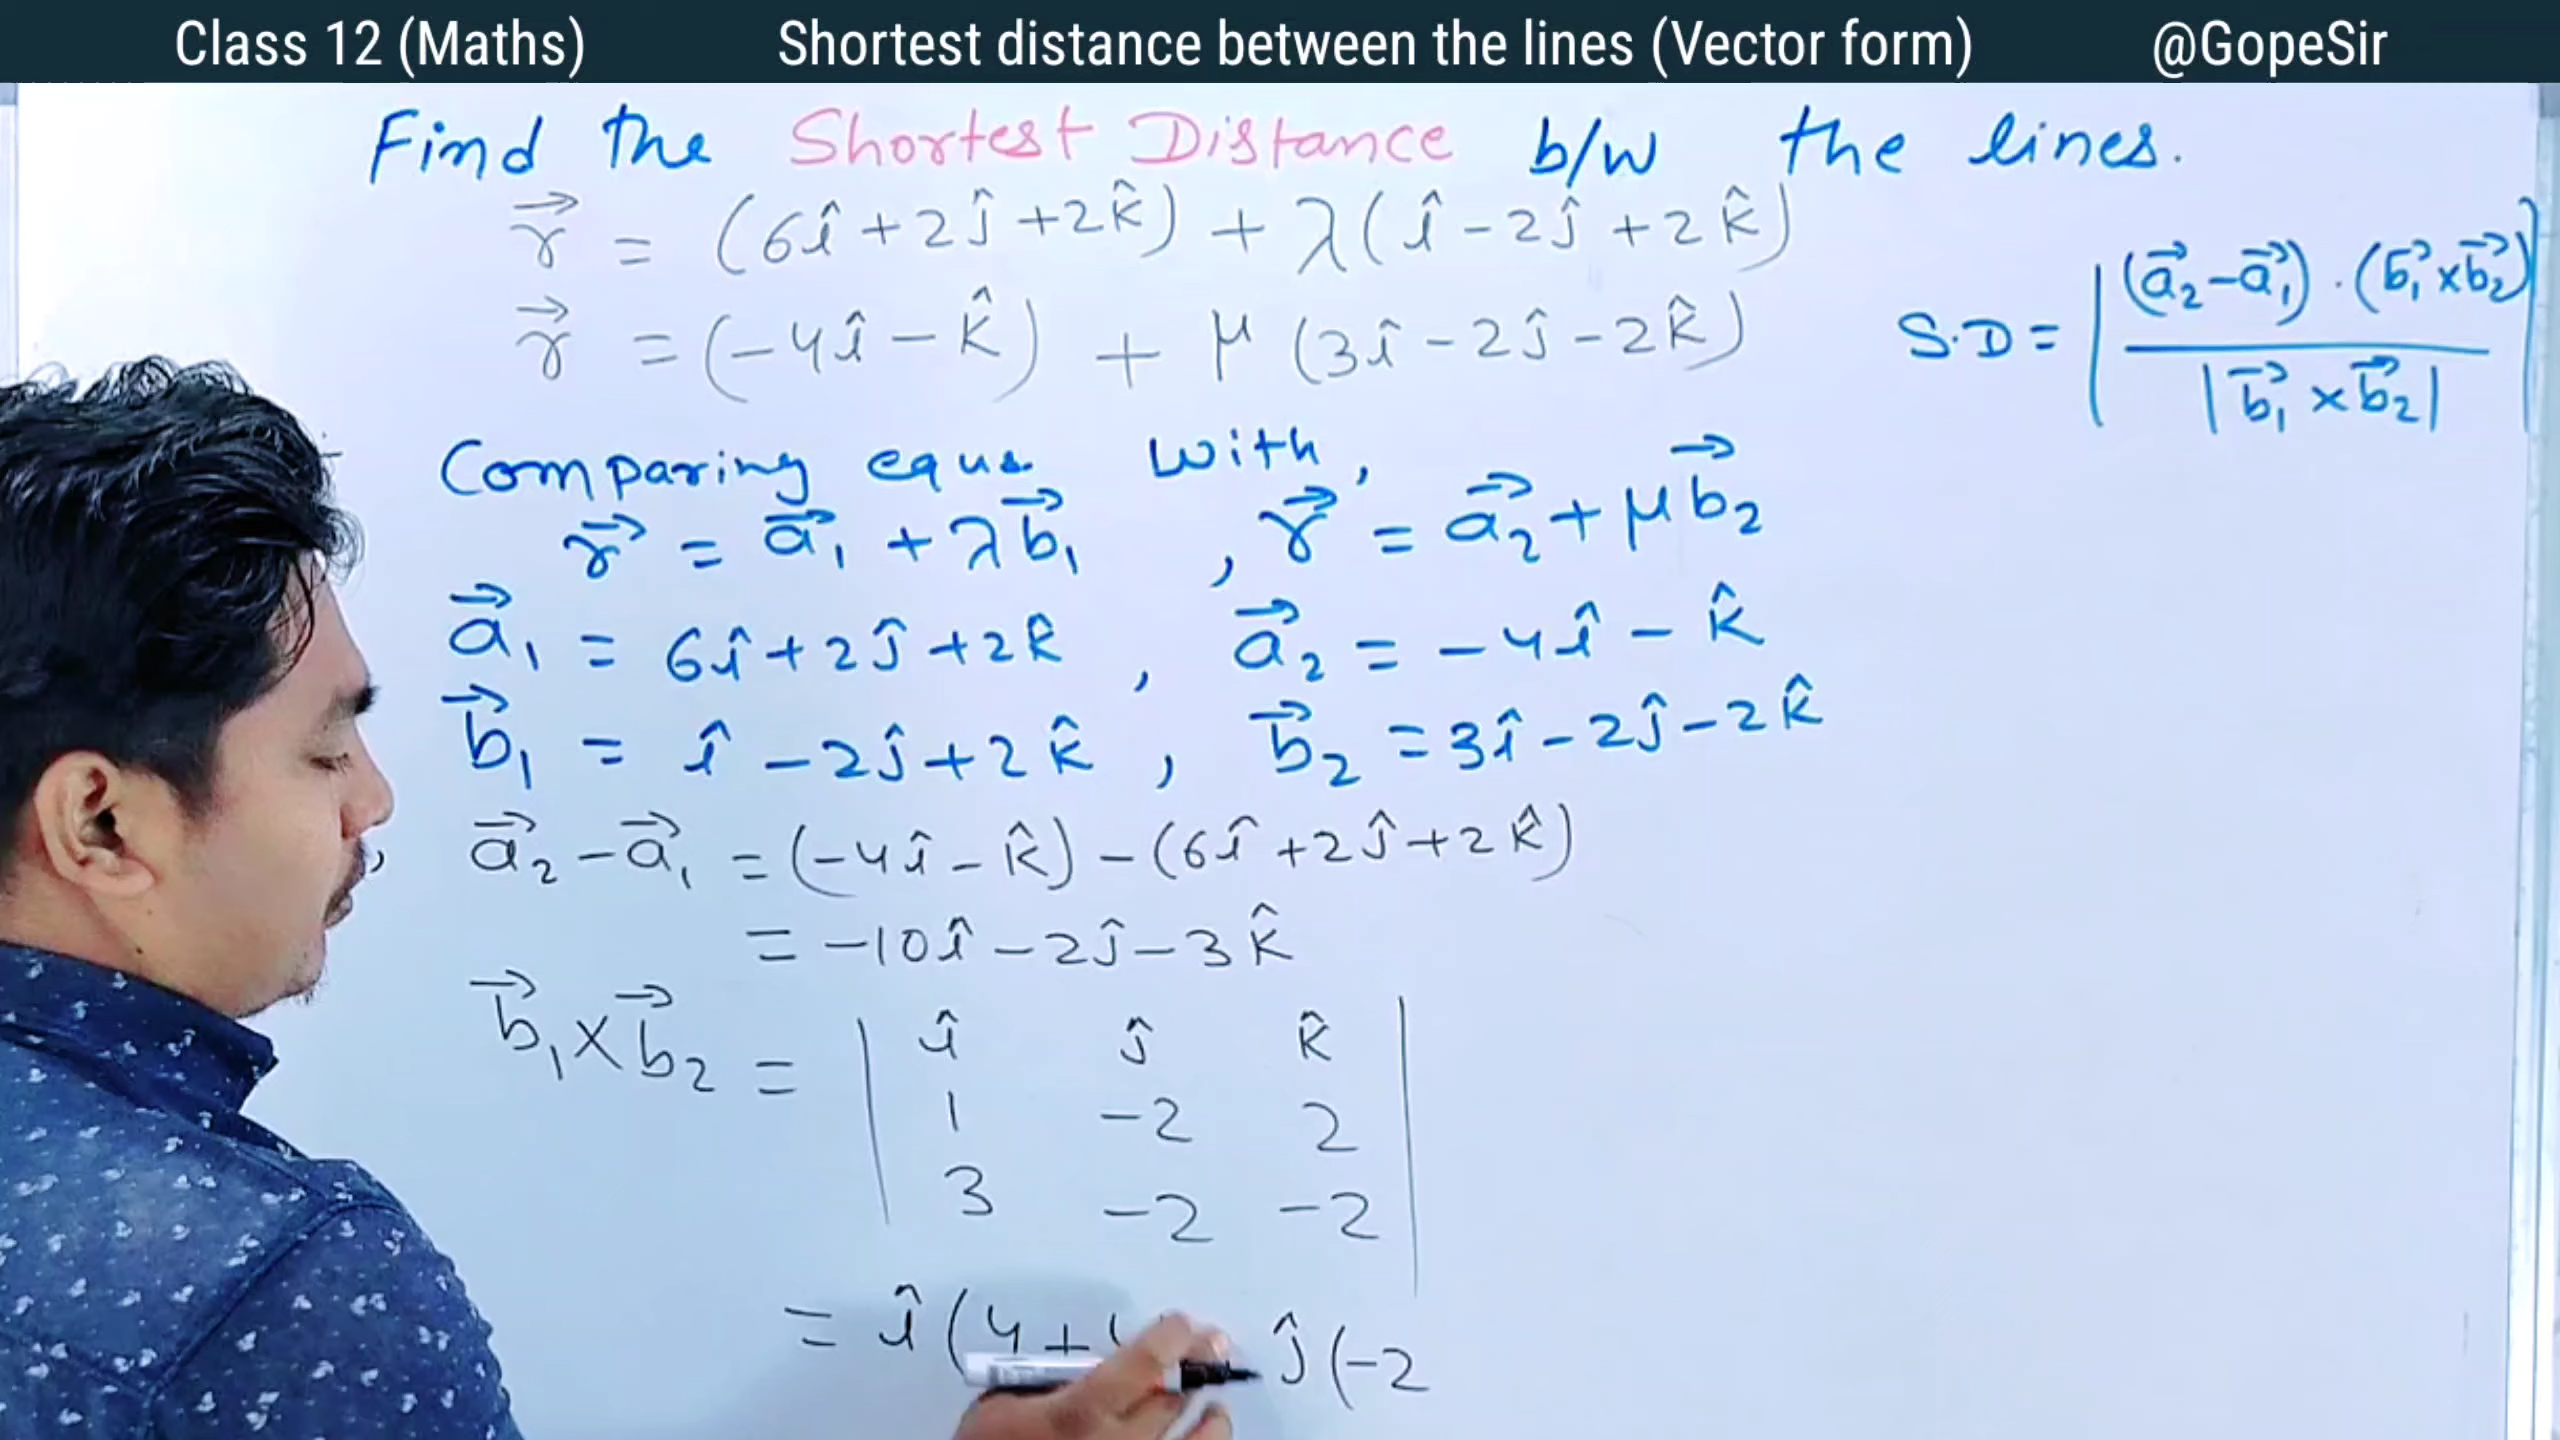 Class 12 (Maths) Shortest distance between the lines (Vector form) @GopeSir
Find the Shortest Distance b/w the lines.
r⃗ = (6î+2ĵ+2k̂) + λ(î-2ĵ+2k̂)
r⃗ = (-4î-k̂) + μ(3î-2ĵ-2k̂)
S.D = |(a⃗₂-a⃗₁).(b⃗₁×b⃗₂) / |b⃗₁×b⃗₂||
Comparing equn with,
r⃗ = a⃗₁+λb⃗₁ , r⃗ = a⃗₂+μb⃗₂
a⃗₁ = 6î+2ĵ+2k̂ , a⃗₂ = -4î-k̂
b⃗₁ = î-2ĵ+2k̂ , b⃗₂ = 3î-2ĵ-2k̂
, a⃗₂-a⃗₁ = (-4î-k̂)-(6î+2ĵ+2k̂)
= -10î-2ĵ-3k̂
b⃗₁×b⃗₂ = | î ĵ k̂ |
1 -2 2
3 -2 -2
= î(4+ ĵ(-2